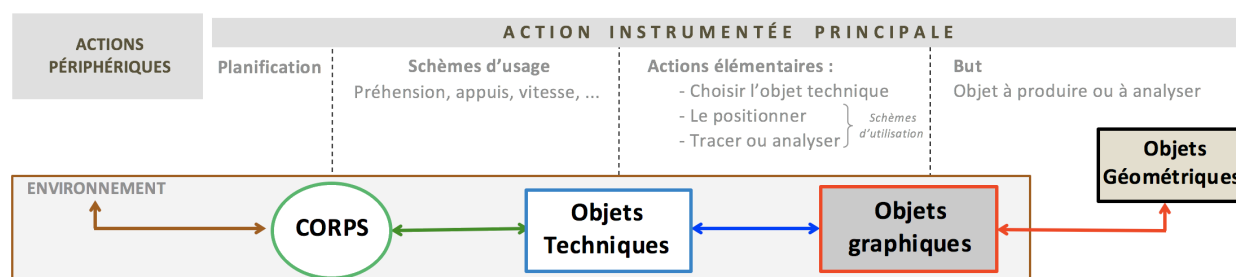 ACTIONS
PÉRIPHÉRIQUES
ACTION INSTRUMENTÉE PRINCIPALE
Planification
Schèmes d’usage
Préhension, appuis, vitesse, ...
Actions élémentaires :
- Choisir l’objet technique
- Le positionner
- Tracer ou analyser
Schèmes
d’utilisation
But
Objet à produire ou à analyser
Objets
Géométriques
ENVIRONNEMENT
CORPS
Objets
Techniques
Objets
graphiques